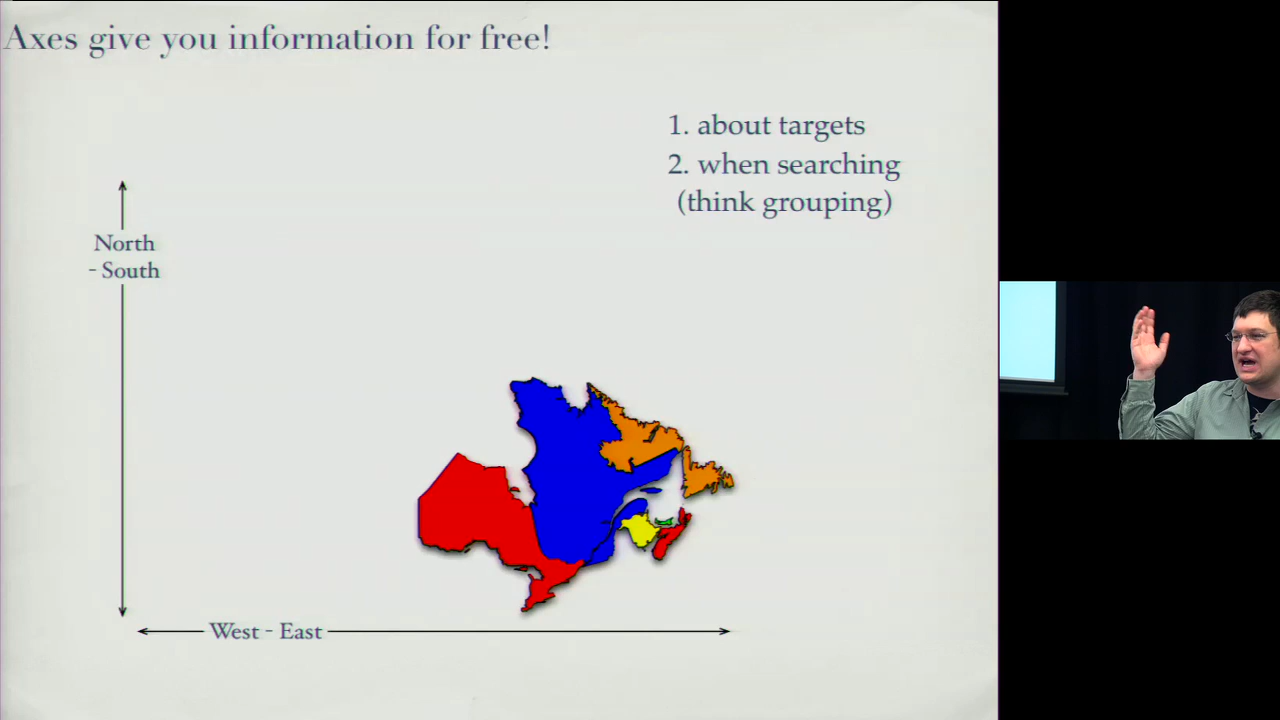 Axes give you information for free!
1. about targets
2. when searching
(think grouping)
North
- South
West - East